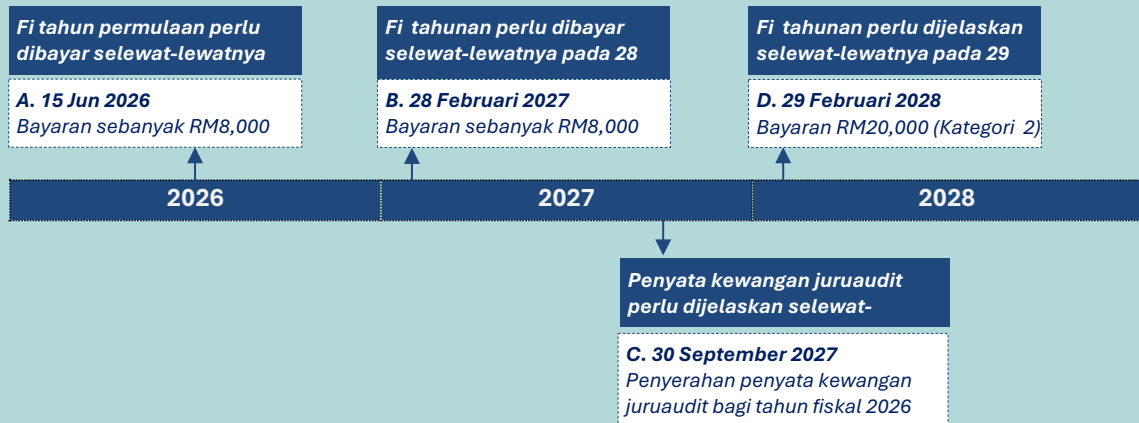 Fi tahun permulaan perlu
dibayar selewat-lewatnya
A. 15 Jun 2026
Bayaran sebanyak RM8,000
Fi tahunan perlu dibayar
selewat-lewatnya pada 28
B. 28 Februari 2027
Bayaran sebanyak RM8,000
Fi tahunan perlu dijelaskan
selewat-lewatnya pada 29
D. 29 Februari 2028
Bayaran RM20,000 (Kategori 2)
2026
2027
2028
Penyata kewangan juruaudit
perlu dijelaskan selewat-
C. 30 September 2027
Penyerahan penyata kewangan
juruaudit bagi tahun fiskal 2026